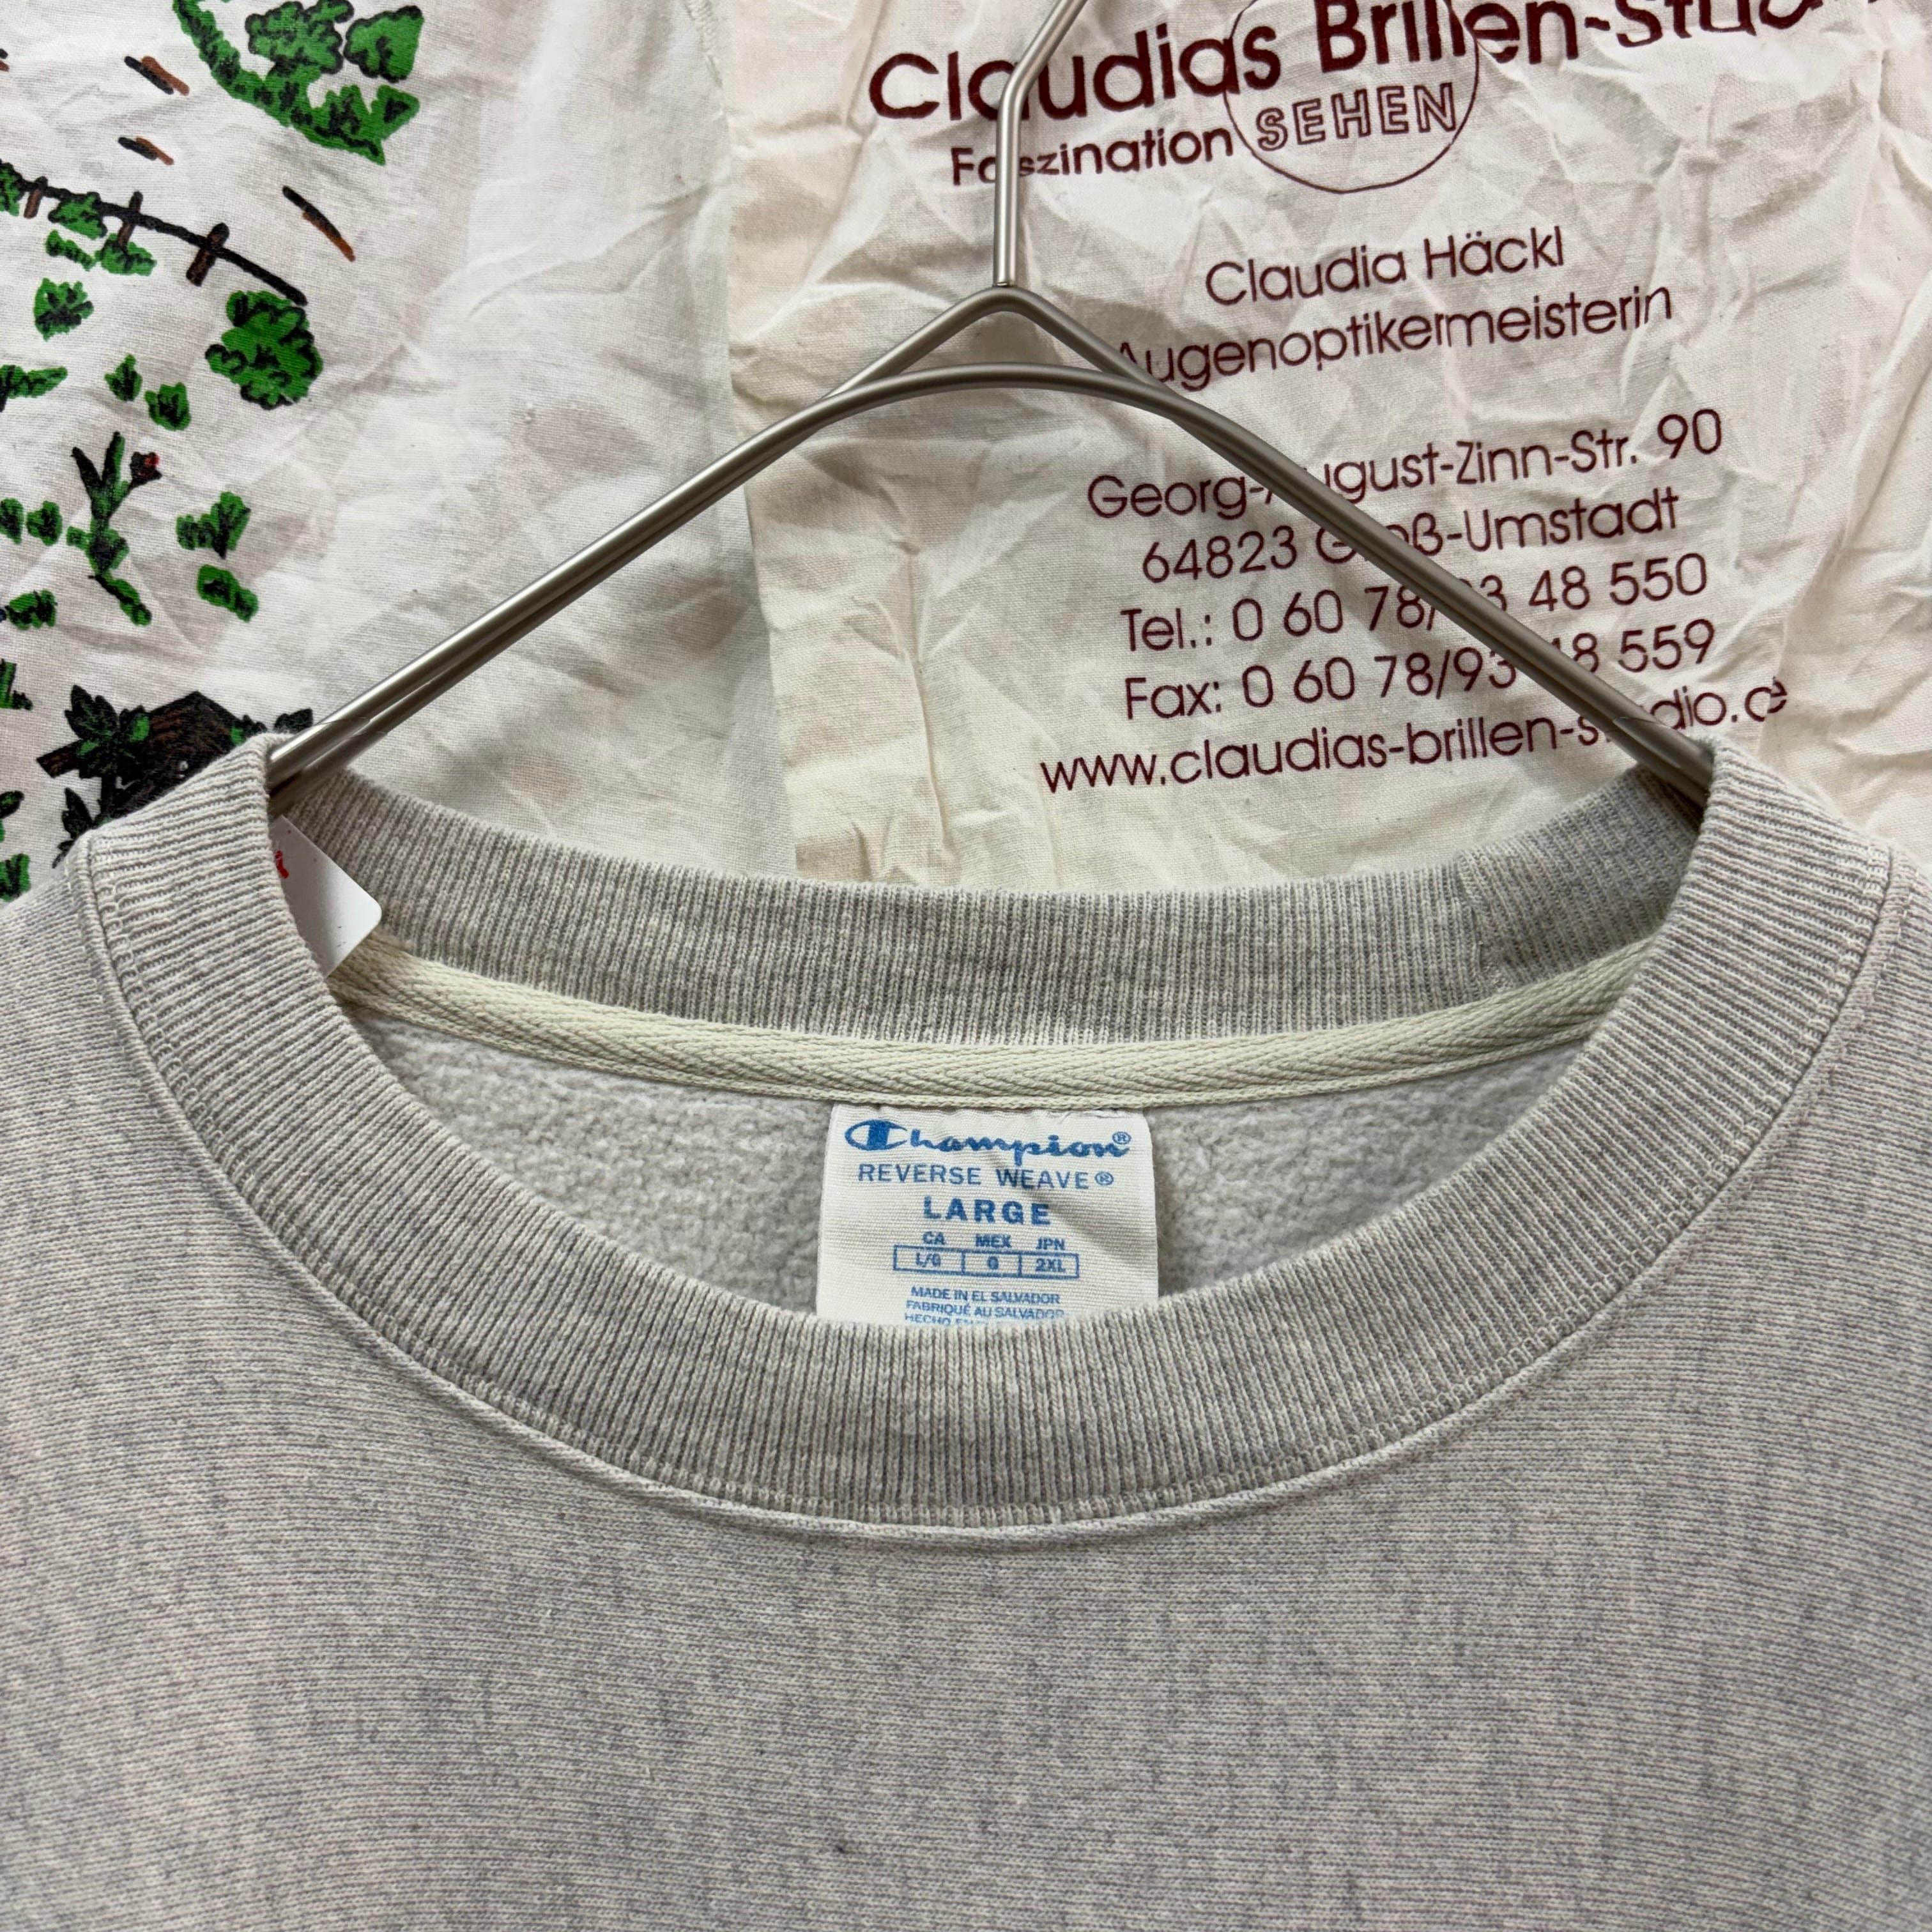 Claudias Brillen-Stud
Faszination SEHEN
Claudia Häckl
Augenoptikermeisterin
Georg-August-Zinn-Str. 90
64823 Groß-Umstadt
Tel.: 0 60 78/93 48 550
Fax: 0 60 78/93 48 559
www.claudias-brillen-studio.de
Champion®
REVERSE WEAVE®
LARGE
CA MEX JPN
L/G G 2XL
MADE IN EL SALVADOR
FABRIQUÉ AU SALVADOR
HECHO